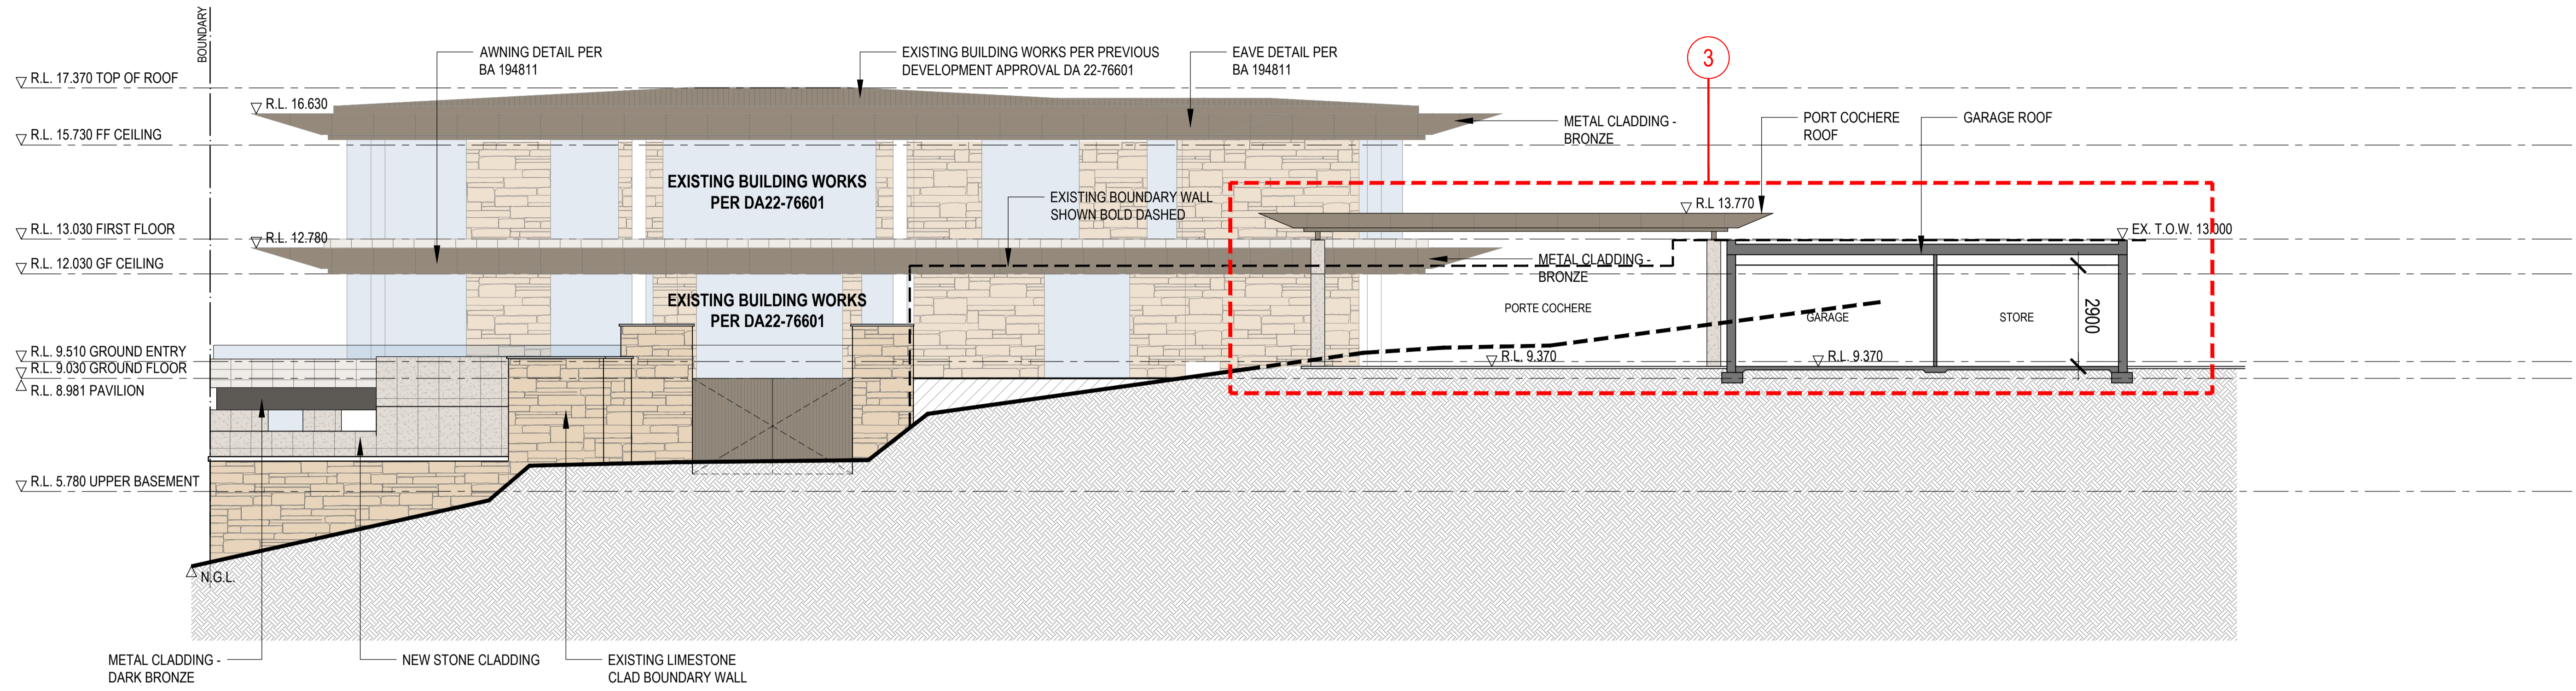 BOUNDARY
AWNING DETAIL PER
BA 194811
EXISTING BUILDING WORKS PER PREVIOUS
DEVELOPMENT APPROVAL DA 22-76601
EAVE DETAIL PER
BA 194811
3
R.L. 17.370 TOP OF ROOF
R.L. 16.630
METAL CLADDING -
BRONZE
PORT COCHERE
ROOF
GARAGE ROOF
R.L. 15.730 FF CEILING
EXISTING BUILDING WORKS
PER DA22-76601
EXISTING BOUNDARY WALL
SHOWN BOLD DASHED
R.L 13.770
R.L. 13.030 FIRST FLOOR
R.L. 12.780
EX. T.O.W. 13.000
R.L. 12.030 GF CEILING
METAL CLADDING -
BRONZE
EXISTING BUILDING WORKS
PER DA22-76601
PORTE COCHERE
GARAGE
STORE
2900
R.L. 9.510 GROUND ENTRY
R.L. 9.370
R.L. 9.370
R.L. 9.030 GROUND FLOOR
R.L. 8.981 PAVILION
R.L. 5.780 UPPER BASEMENT
N.G.L.
METAL CLADDING -
DARK BRONZE
NEW STONE CLADDING
EXISTING LIMESTONE
CLAD BOUNDARY WALL